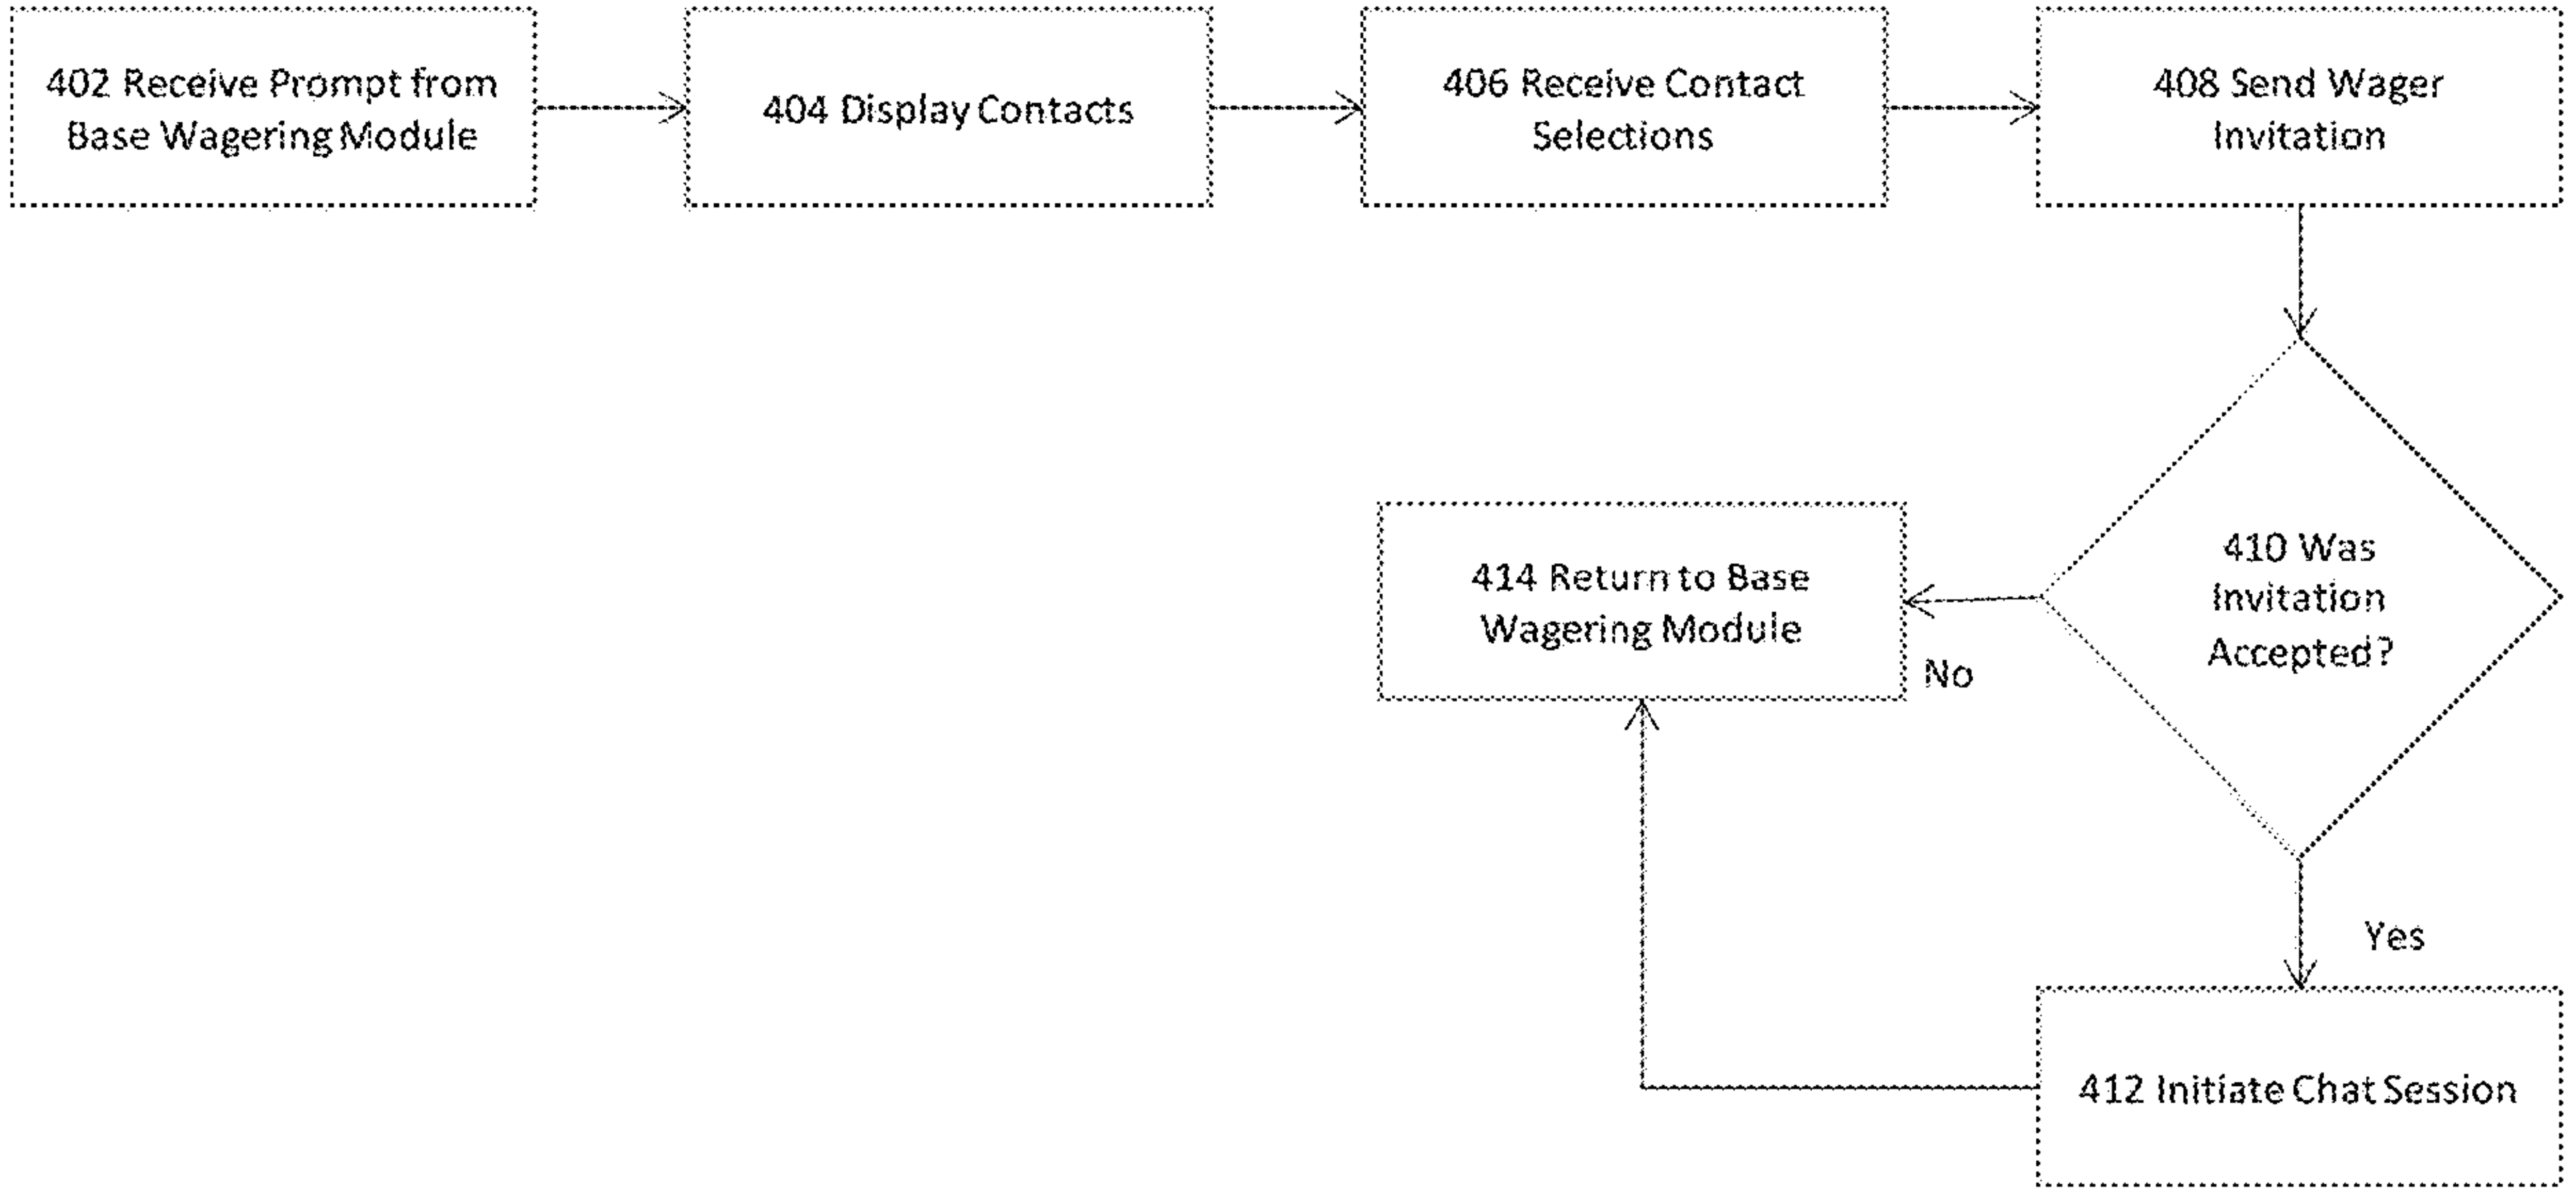 402 Receive Prompt from
Base Wagering Module
404 Display Contacts
406 Receive Contact
Selections
408 Send Wager
Invitation
410 Was
Invitation
Accepted?
414 Return to Base
Wagering Module
No
Yes
412 Initiate Chat Session